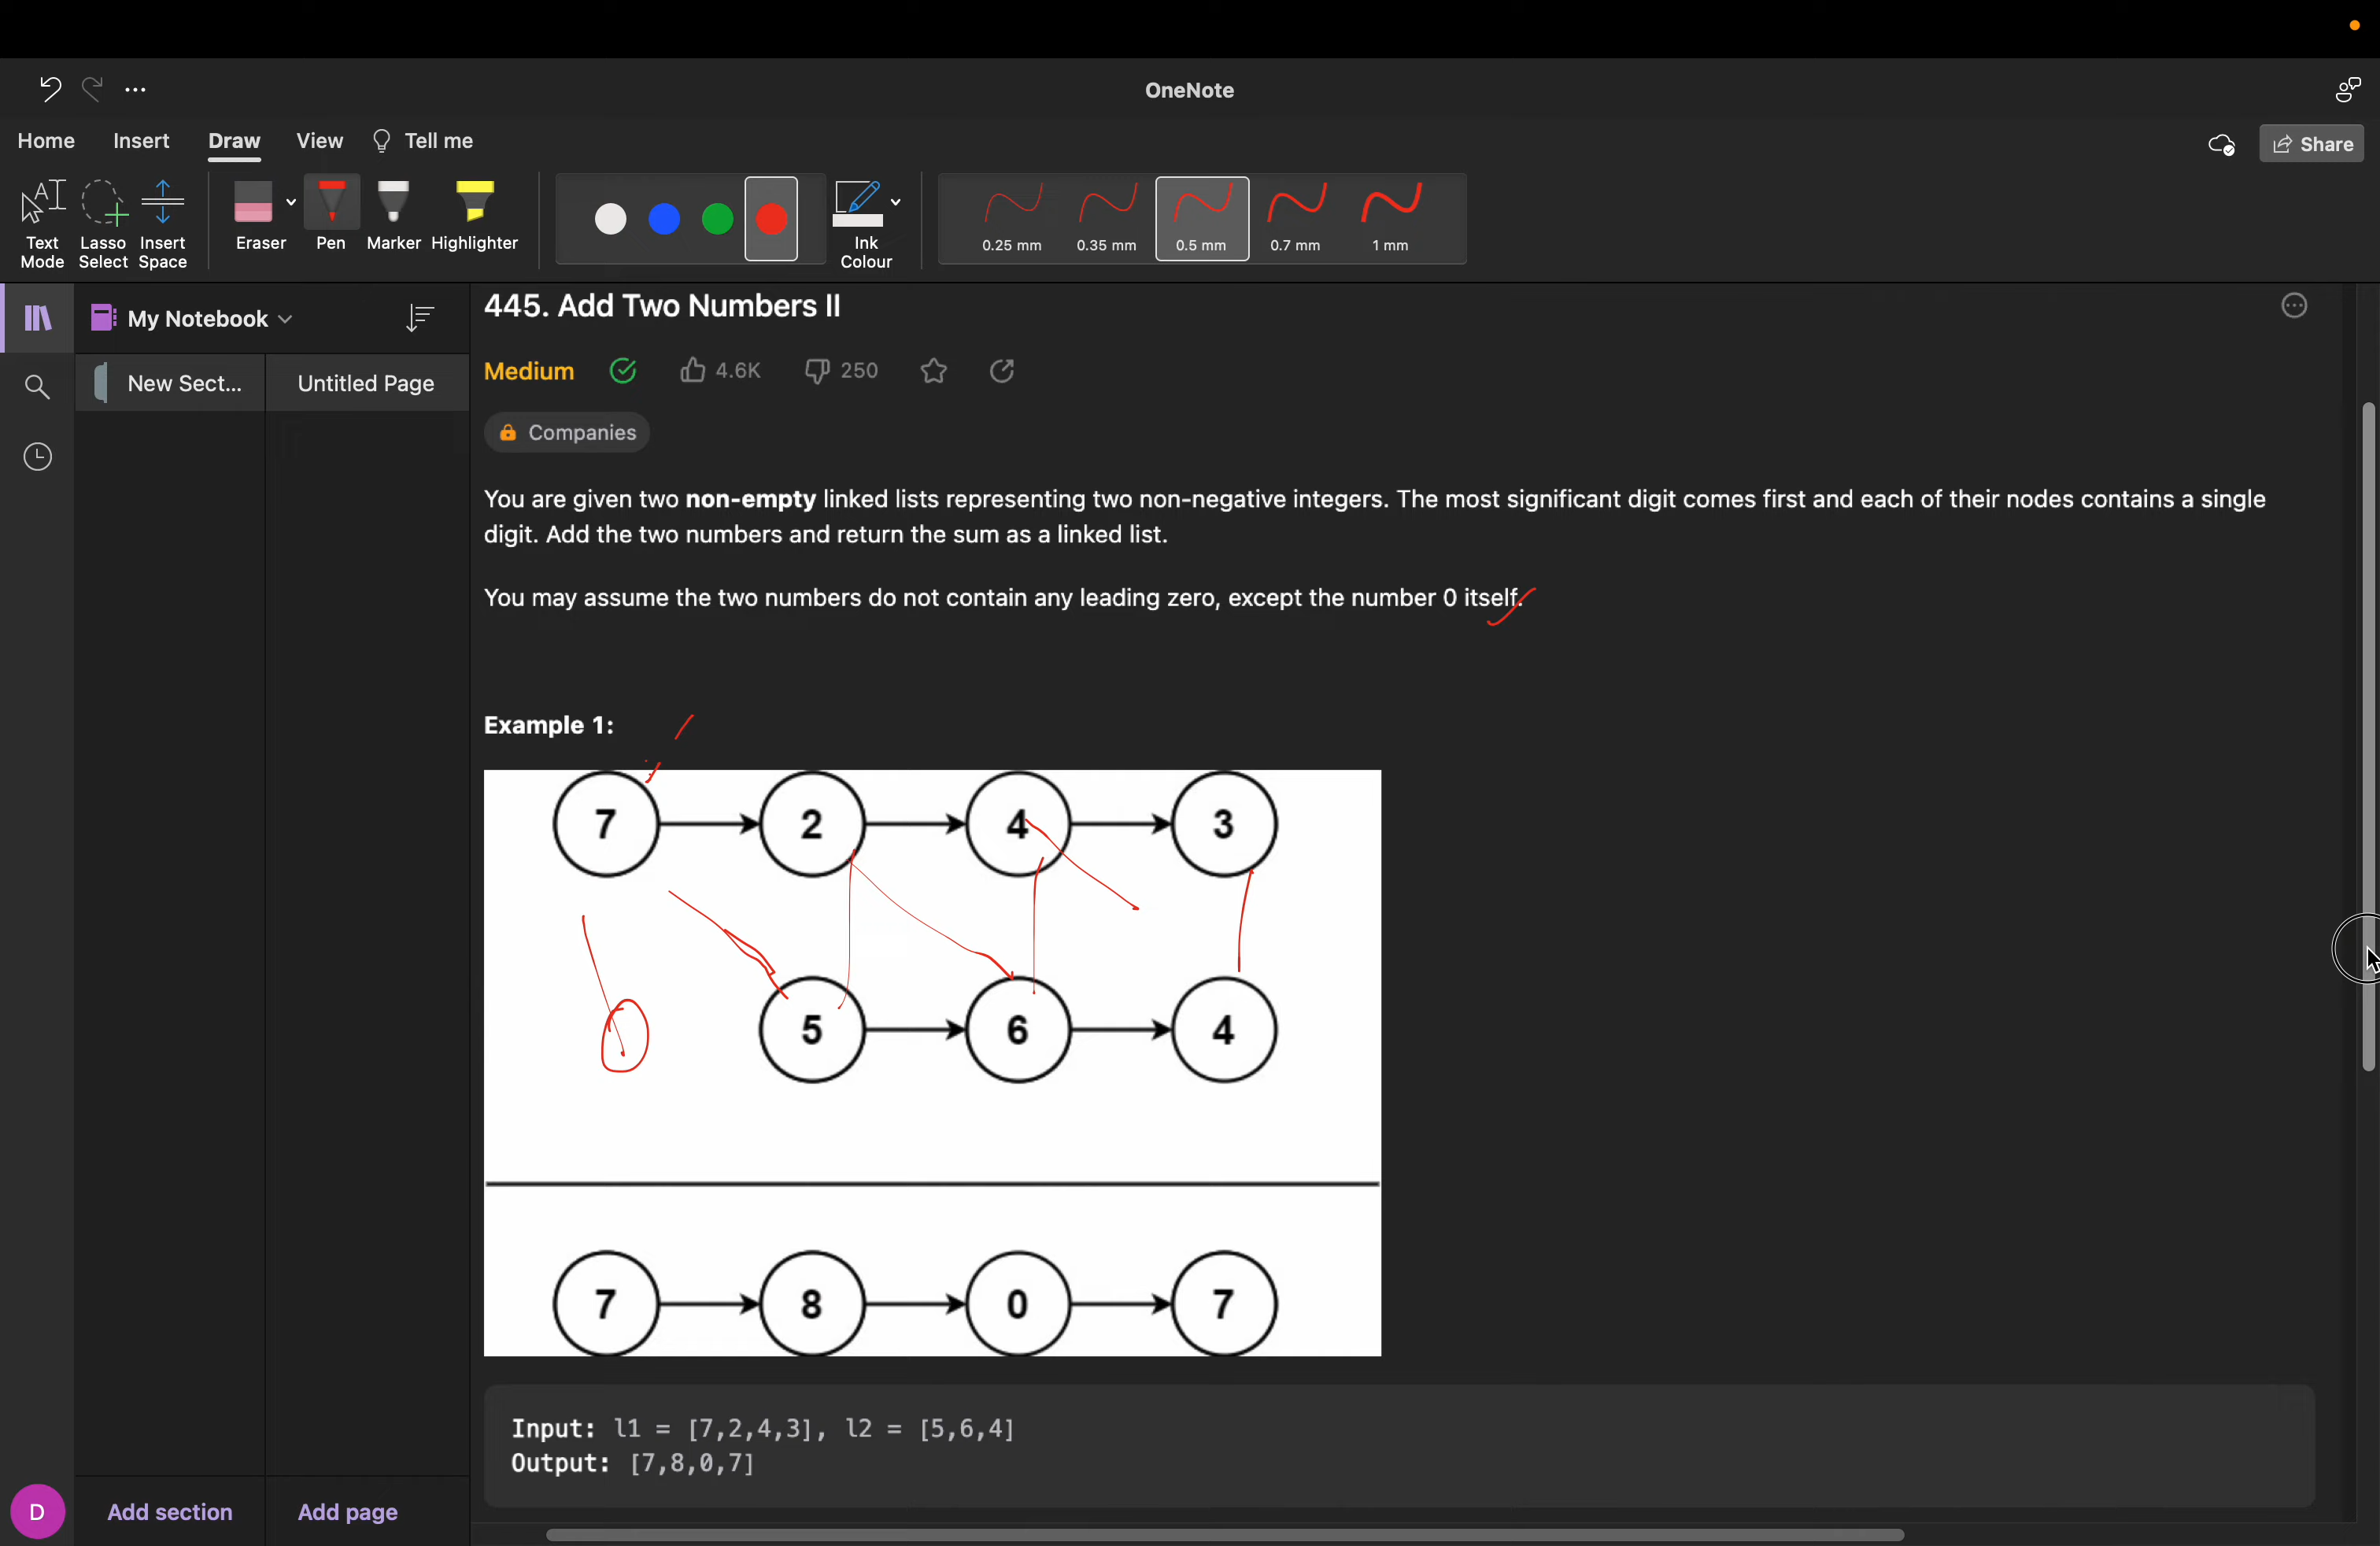 OneNote
Home Insert Draw View Tell me
Share
Text Mode
Lasso Select
Insert Space
Eraser
Pen
Marker
Highlighter
Ink Colour
0.25 mm
0.35 mm
0.5 mm
0.7 mm
1 mm
My Notebook
New Sect...
Untitled Page
445. Add Two Numbers II
Medium 4.6K 250
Companies
You are given two non-empty linked lists representing two non-negative integers. The most significant digit comes first and each of their nodes contains a single
digit. Add the two numbers and return the sum as a linked list.
You may assume the two numbers do not contain any leading zero, except the number 0 itself.
Example 1:
7 2 4 3
5 6 4
7 8 0 7
Input: l1 = [7,2,4,3], l2 = [5,6,4]
Output: [7,8,0,7]
D
Add section
Add page